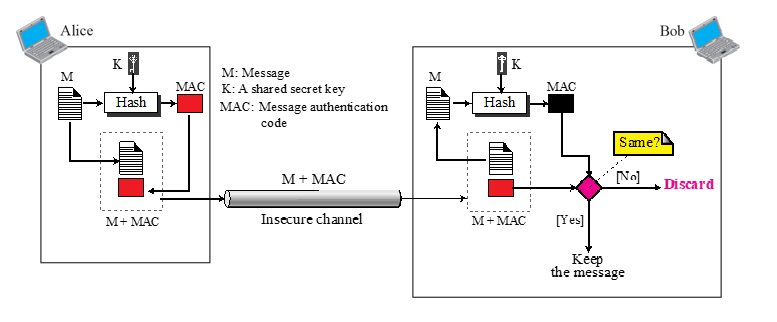 Alice
Bob
K
M
MAC
Hash
M + MAC
M: Message
K: A shared secret key
MAC: Message authentication
code
M + MAC
Insecure channel
K
M
MAC
Hash
Same?
M + MAC
[No]
Discard
[Yes]
Keep
the message